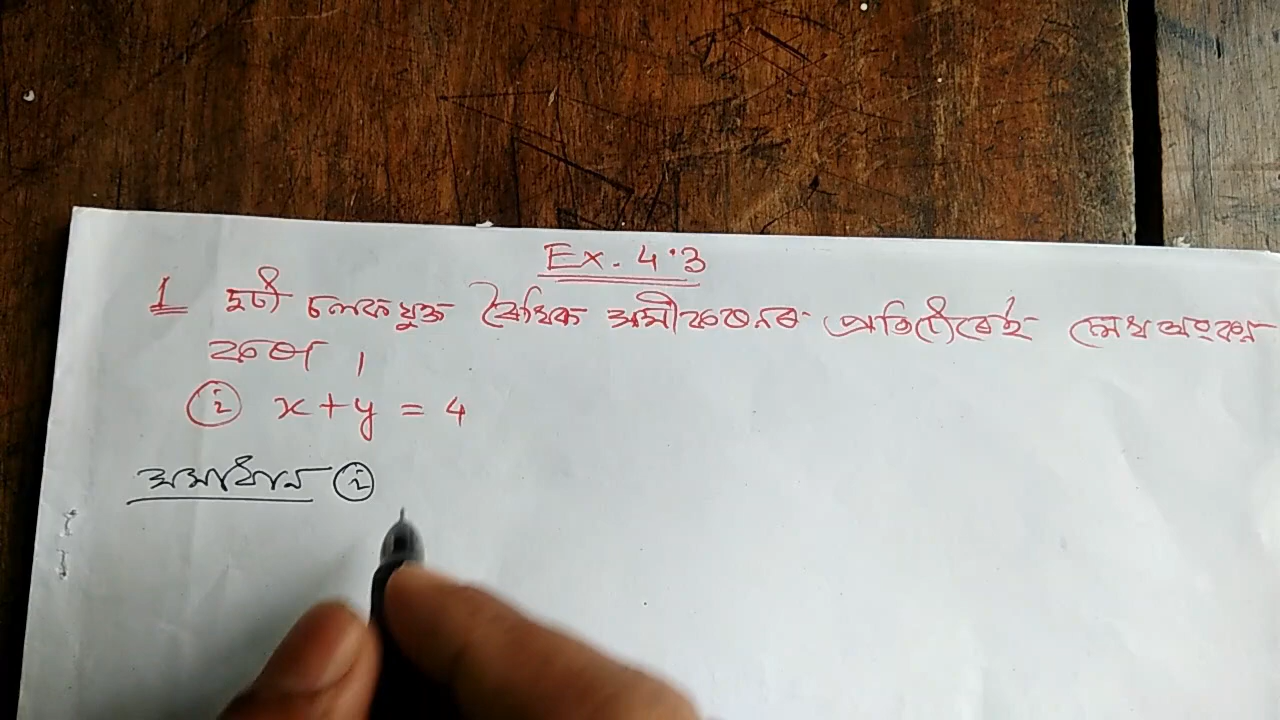 Ex. 4.3
1 দুটা চলকযুক্ত ৰৈখিক সমীকৰণৰ প্ৰতিটোৰেই লেখ অংকন
কৰা ।
(i) x + y = 4
সমাধান (i)